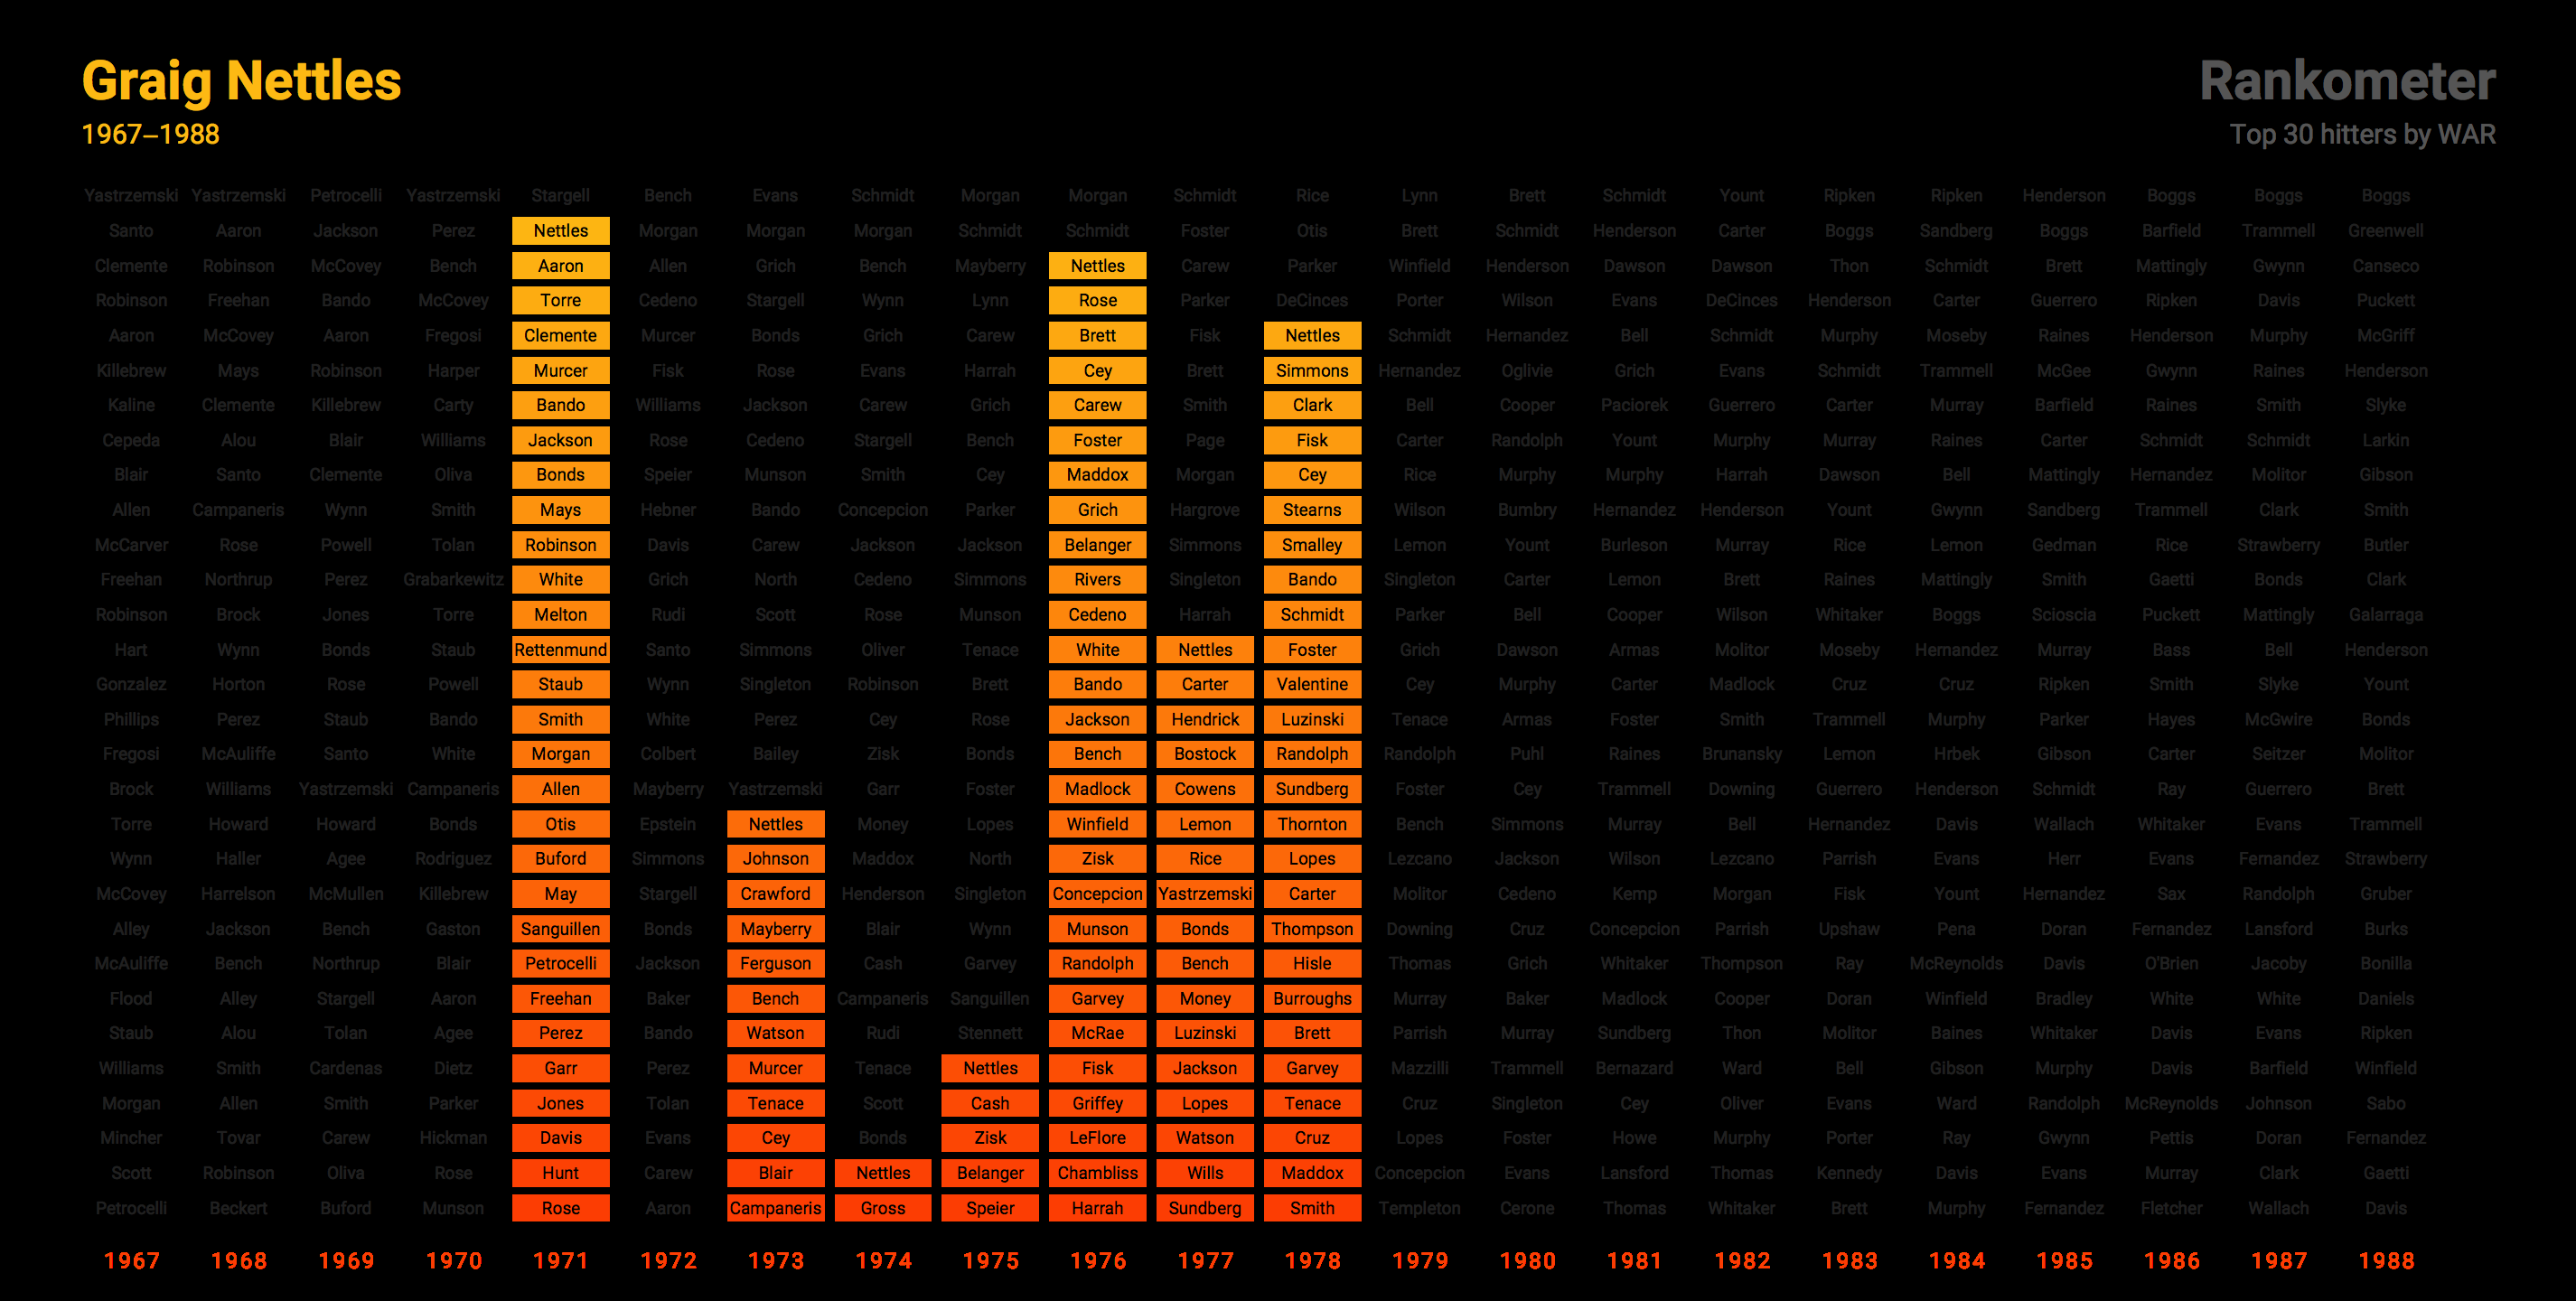 Graig Nettles
1967–1988
Rankometer
Top 30 hitters by WAR
Yastrzemski Yastrzemski Petrocelli Yastrzemski Stargell Bench Evans Schmidt Morgan Morgan Schmidt Rice Lynn Brett Schmidt Yount Ripken Ripken Henderson Boggs Boggs Boggs
Santo Aaron Jackson Perez Nettles Morgan Morgan Morgan Schmidt Schmidt Foster Otis Brett Schmidt Henderson Carter Boggs Sandberg Boggs Barfield Trammell Greenwell
Clemente Robinson McCovey Bench Aaron Allen Grich Bench Mayberry Nettles Carew Parker Winfield Henderson Dawson Dawson Thon Schmidt Brett Mattingly Gwynn Canseco
Robinson Freehan Bando McCovey Torre Cedeno Stargell Wynn Lynn Rose Parker DeCinces Porter Wilson Evans DeCinces Henderson Carter Guerrero Ripken Davis Puckett
Aaron McCovey Aaron Fregosi Clemente Murcer Bonds Grich Carew Brett Fisk Nettles Schmidt Hernandez Bell Schmidt Murphy Moseby Raines Henderson Murphy McGriff
Killebrew Mays Robinson Harper Murcer Fisk Rose Evans Harrah Cey Brett Simmons Hernandez Oglivie Grich Evans Schmidt Trammell McGee Gwynn Raines Henderson
Kaline Clemente Killebrew Carty Bando Williams Jackson Carew Grich Carew Smith Clark Bell Cooper Paciorek Guerrero Carter Murray Barfield Raines Smith Slyke
Cepeda Alou Blair Williams Jackson Rose Cedeno Stargell Bench Foster Page Fisk Carter Randolph Yount Murphy Murray Raines Carter Schmidt Schmidt Larkin
Blair Santo Clemente Oliva Bonds Speier Munson Smith Cey Maddox Morgan Cey Rice Murphy Murphy Harrah Dawson Bell Mattingly Hernandez Molitor Gibson
Allen Campaneris Wynn Smith Mays Hebner Bando Concepcion Parker Grich Hargrove Stearns Wilson Bumbry Hernandez Henderson Yount Gwynn Sandberg Trammell Clark Smith
McCarver Rose Powell Tolan Robinson Davis Carew Jackson Jackson Belanger Simmons Smalley Lemon Yount Burleson Murray Rice Lemon Gedman Rice Strawberry Butler
Freehan Northrup Perez Grabarkewitz White Grich North Cedeno Simmons Rivers Singleton Bando Singleton Carter Lemon Brett Raines Mattingly Smith Gaetti Bonds Clark
Robinson Brock Jones Torre Melton Rudi Scott Rose Munson Cedeno Harrah Schmidt Parker Bell Cooper Wilson Whitaker Boggs Scioscia Puckett Mattingly Galarraga
Hart Wynn Bonds Staub Rettenmund Santo Simmons Oliver Tenace White Nettles Foster Grich Dawson Armas Molitor Moseby Hernandez Murray Bass Bell Henderson
Gonzalez Horton Rose Powell Staub Wynn Singleton Robinson Brett Bando Carter Valentine Cey Murphy Carter Madlock Cruz Cruz Ripken Smith Slyke Yount
Phillips Perez Staub Bando Smith White Perez Cey Rose Jackson Hendrick Luzinski Tenace Armas Foster Smith Trammell Murphy Parker Hayes McGwire Bonds
Fregosi McAuliffe Santo White Morgan Colbert Bailey Zisk Bonds Bench Bostock Randolph Randolph Puhl Raines Brunansky Lemon Hrbek Gibson Carter Seitzer Molitor
Brock Williams Yastrzemski Campaneris Allen Mayberry Yastrzemski Garr Foster Madlock Cowens Sundberg Foster Cey Trammell Downing Guerrero Henderson Schmidt Ray Guerrero Brett
Torre Howard Howard Bonds Otis Epstein Nettles Money Lopes Winfield Lemon Thornton Bench Simmons Murray Bell Hernandez Davis Wallach Whitaker Evans Trammell
Wynn Haller Agee Rodriguez Buford Simmons Johnson Maddox North Zisk Rice Lopes Lezcano Jackson Wilson Lezcano Parrish Evans Herr Evans Fernandez Strawberry
McCovey Harrelson McMullen Killebrew May Stargell Crawford Henderson Singleton Concepcion Yastrzemski Carter Molitor Cedeno Kemp Morgan Fisk Yount Hernandez Sax Randolph Gruber
Alley Jackson Bench Gaston Sanguillen Bonds Mayberry Blair Wynn Munson Bonds Thompson Downing Cruz Concepcion Parrish Upshaw Pena Doran Fernandez Lansford Burks
McAuliffe Bench Northrup Blair Petrocelli Jackson Ferguson Cash Garvey Randolph Bench Hisle Thomas Grich Whitaker Thompson Ray McReynolds Davis O'Brien Jacoby Bonilla
Flood Alley Stargell Aaron Freehan Baker Bench Campaneris Sanguillen Garvey Money Burroughs Murray Baker Madlock Cooper Doran Winfield Bradley White White Daniels
Staub Alou Tolan Agee Perez Bando Watson Rudi Stennett McRae Luzinski Brett Parrish Murray Sundberg Thon Molitor Baines Whitaker Davis Evans Ripken
Williams Smith Cardenas Dietz Garr Perez Murcer Tenace Nettles Fisk Jackson Garvey Mazzilli Trammell Bernazard Ward Bell Gibson Murphy Davis Barfield Winfield
Morgan Allen Smith Parker Jones Tolan Tenace Scott Cash Griffey Lopes Tenace Cruz Singleton Cey Oliver Evans Ward Randolph McReynolds Johnson Sabo
Mincher Tovar Carew Hickman Davis Evans Cey Bonds Zisk LeFlore Watson Cruz Lopes Foster Howe Murphy Porter Ray Gwynn Pettis Doran Fernandez
Scott Robinson Oliva Rose Hunt Carew Blair Nettles Belanger Chambliss Wills Maddox Concepcion Evans Lansford Thomas Kennedy Davis Evans Murray Clark Gaetti
Petrocelli Beckert Buford Munson Rose Aaron Campaneris Gross Speier Harrah Sundberg Smith Templeton Cerone Thomas Whitaker Brett Murphy Fernandez Fletcher Wallach Davis
1967 1968 1969 1970 1971 1972 1973 1974 1975 1976 1977 1978 1979 1980 1981 1982 1983 1984 1985 1986 1987 1988